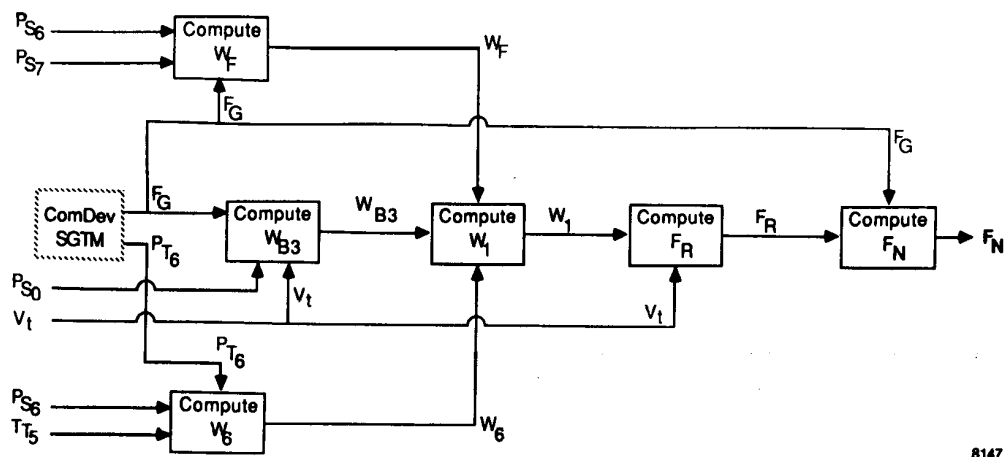 PS6
PS7
Compute
WF
WF
FG
FG
ComDev
SGTM
FG
PT6
Compute
WB3
WB3
Compute
W1
W1
Compute
FR
FR
Compute
FN
FN
PS0
Vt
Vt
Vt
PT6
PS6
TT5
Compute
W6
W6
8147